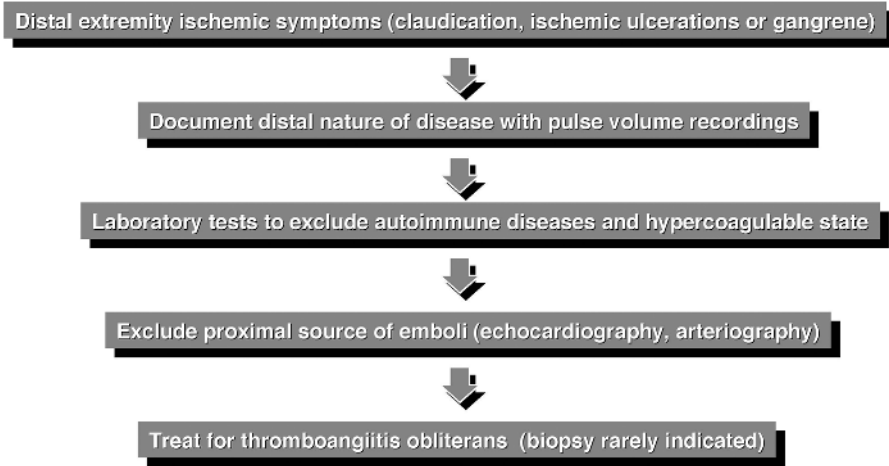 Distal extremity ischemic symptoms (claudication, ischemic ulcerations or gangrene)
Document distal nature of disease with pulse volume recordings
Laboratory tests to exclude autoimmune diseases and hypercoagulable state
Exclude proximal source of emboli (echocardiography, arteriography)
Treat for thromboangiitis obliterans (biopsy rarely indicated)